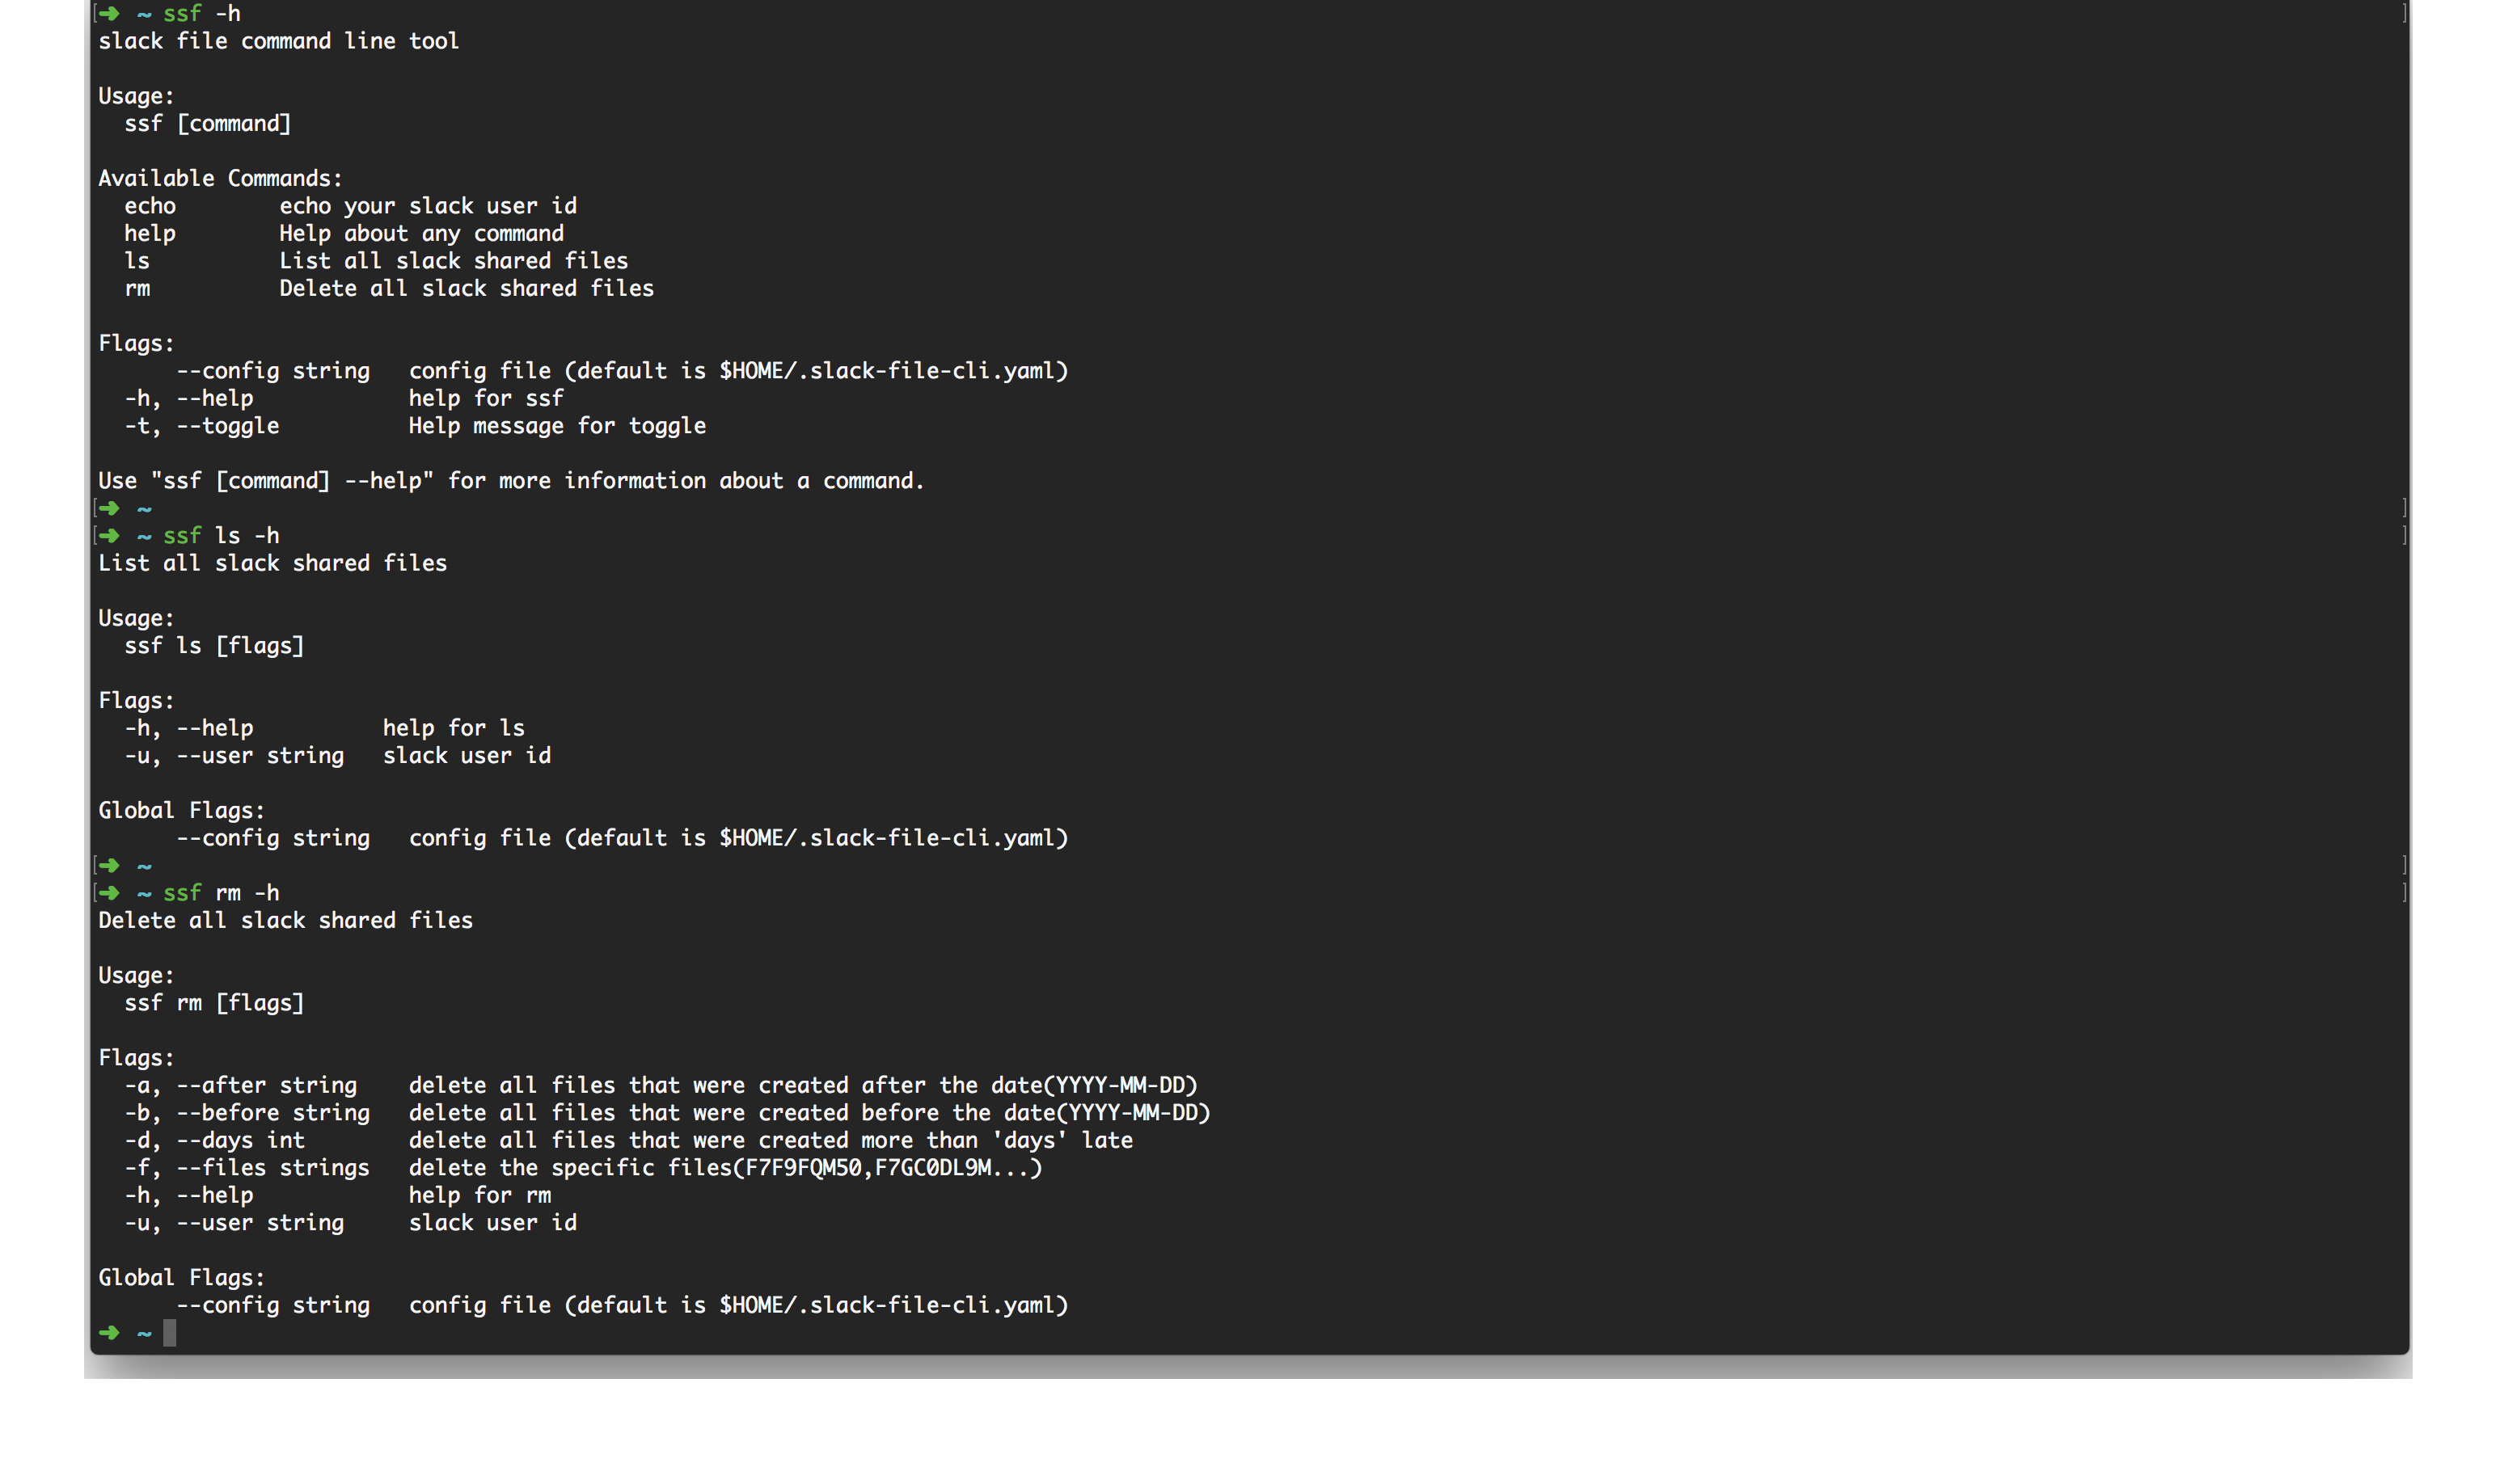 [➜ ~ ssf -h ]
slack file command line tool

Usage:
  ssf [command]

Available Commands:
  echo        echo your slack user id
  help        Help about any command
  ls          List all slack shared files
  rm          Delete all slack shared files

Flags:
      --config string   config file (default is $HOME/.slack-file-cli.yaml)
  -h, --help            help for ssf
  -t, --toggle          Help message for toggle

Use "ssf [command] --help" for more information about a command.
[➜ ~ ]
[➜ ~ ssf ls -h ]
List all slack shared files

Usage:
  ssf ls [flags]

Flags:
  -h, --help          help for ls
  -u, --user string   slack user id

Global Flags:
      --config string   config file (default is $HOME/.slack-file-cli.yaml)
[➜ ~ ]
[➜ ~ ssf rm -h ]
Delete all slack shared files

Usage:
  ssf rm [flags]

Flags:
  -a, --after string    delete all files that were created after the date(YYYY-MM-DD)
  -b, --before string   delete all files that were created before the date(YYYY-MM-DD)
  -d, --days int        delete all files that were created more than 'days' late
  -f, --files strings   delete the specific files(F7F9FQM50,F7GC0DL9M...)
  -h, --help            help for rm
  -u, --user string     slack user id

Global Flags:
      --config string   config file (default is $HOME/.slack-file-cli.yaml)
➜ ~